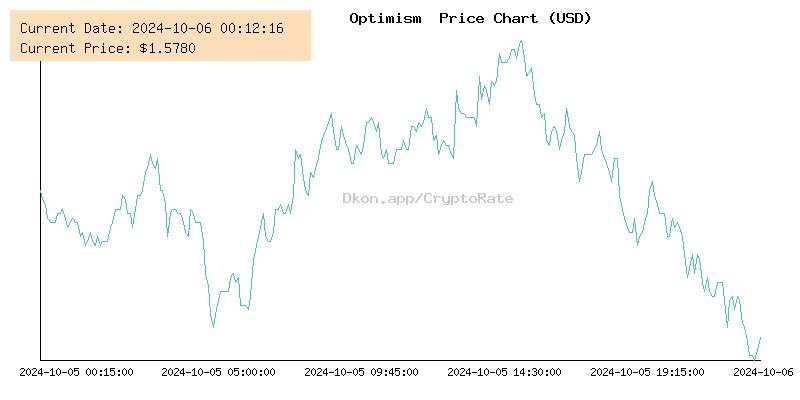 Optimism  Price Chart (USD)
Current Date: 2024-10-06 00:12:16
Current Price: $1.5780
Dkon.app/CryptoRate
2024-10-05 00:15:00 2024-10-05 05:00:00 2024-10-05 09:45:00 2024-10-05 14:30:00 2024-10-05 19:15:00 2024-10-06